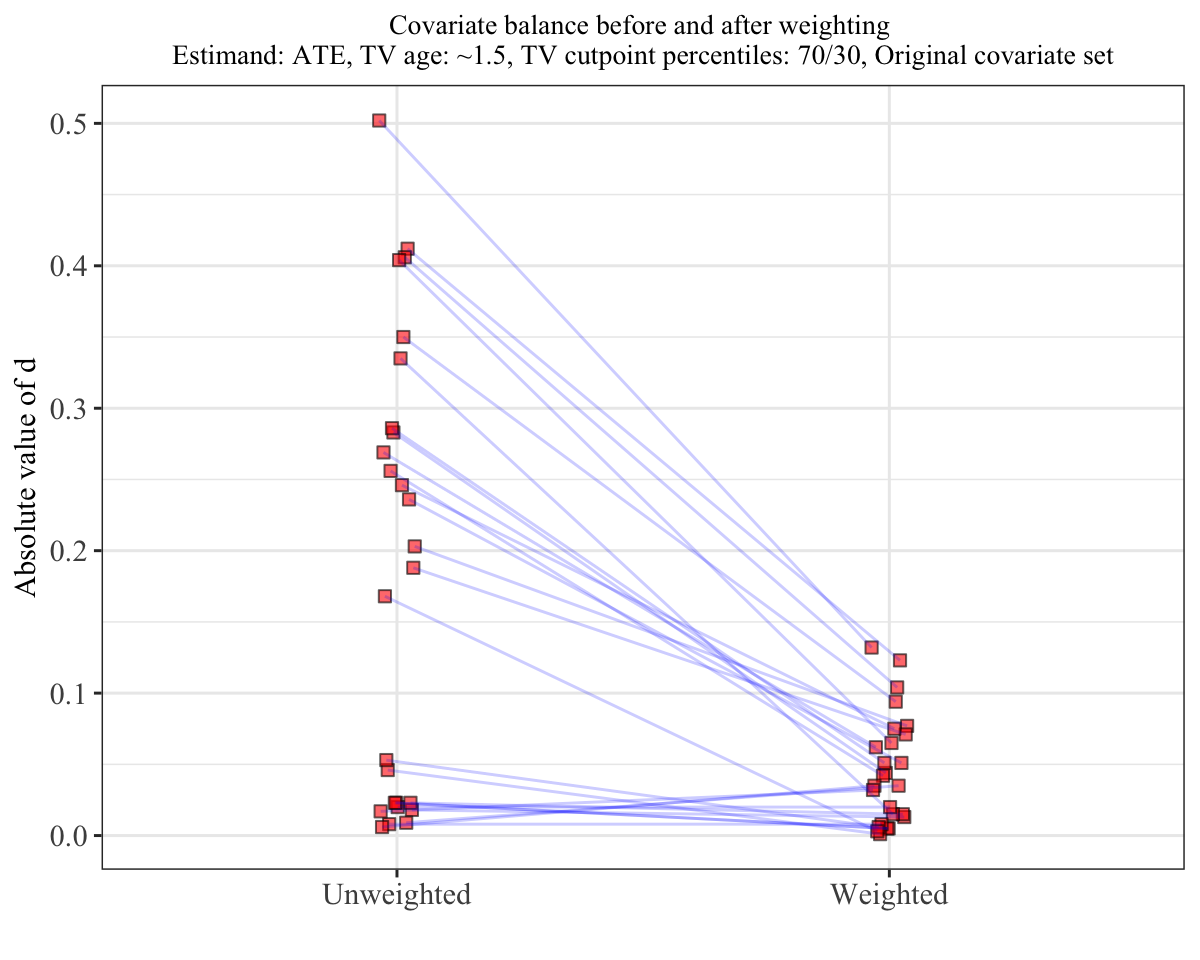 Covariate balance before and after weighting
Estimand: ATE, TV age: ~1.5, TV cutpoint percentiles: 70/30, Original covariate set
Absolute value of d
0.5
0.4
0.3
0.2
0.1
0.0
Unweighted
Weighted